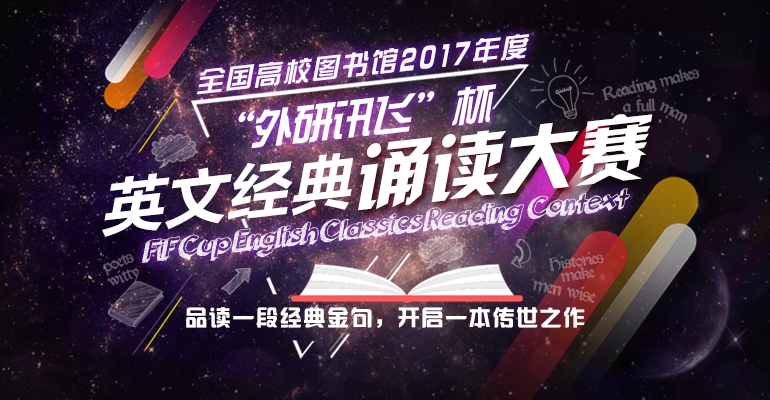 全国高校图书馆2017年度
“外研讯飞”杯
英文经典诵读大赛
FiF Cup English Classics Reading Context
Reading makes
a full man
poets
witty
Histories
make
men wise
品读一段经典金句，开启一本传世之作